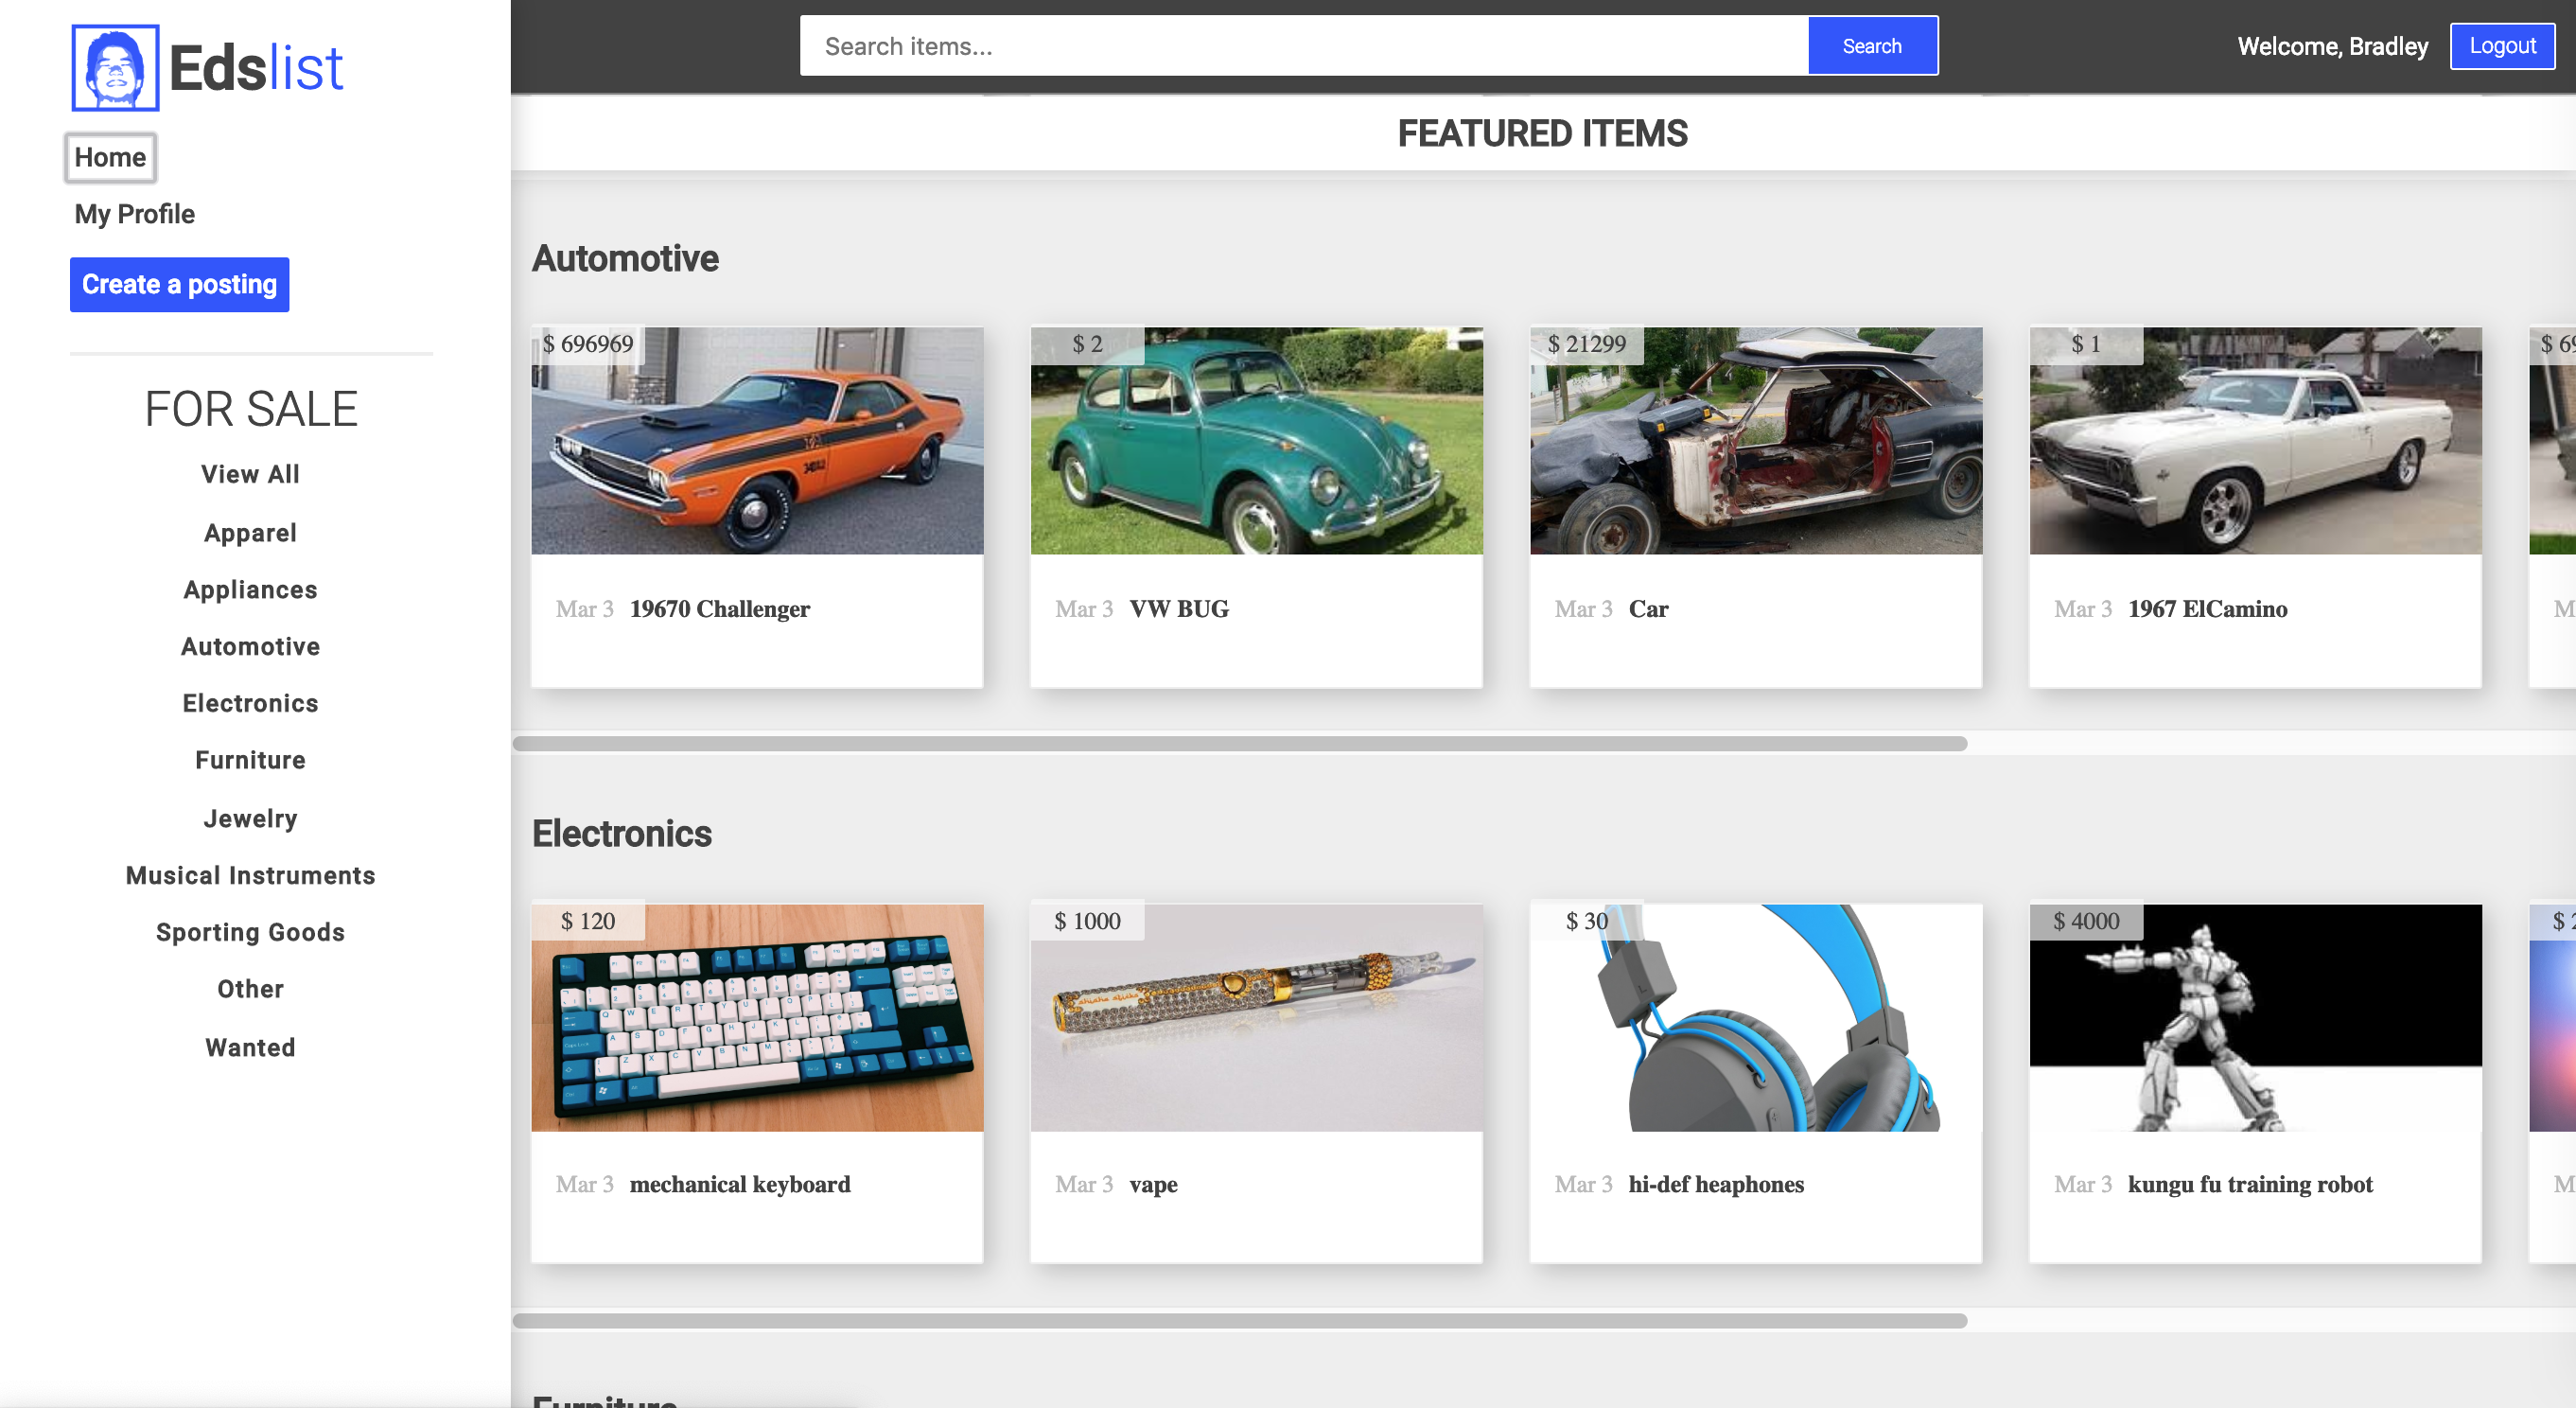 Edslist
Home
My Profile
Create a posting
FOR SALE
View All
Apparel
Appliances
Automotive
Electronics
Furniture
Jewelry
Musical Instruments
Sporting Goods
Other
Wanted
Search items...
Search
Welcome, Bradley
Logout
FEATURED ITEMS
Automotive
$ 696969
Mar 3 19670 Challenger
$ 2
Mar 3 VW BUG
$ 21299
Mar 3 Car
$ 1
Mar 3 1967 ElCamino
Electronics
$ 120
Mar 3 mechanical keyboard
$ 1000
Mar 3 vape
$ 30
Mar 3 hi-def heaphones
$ 4000
Mar 3 kungu fu training robot